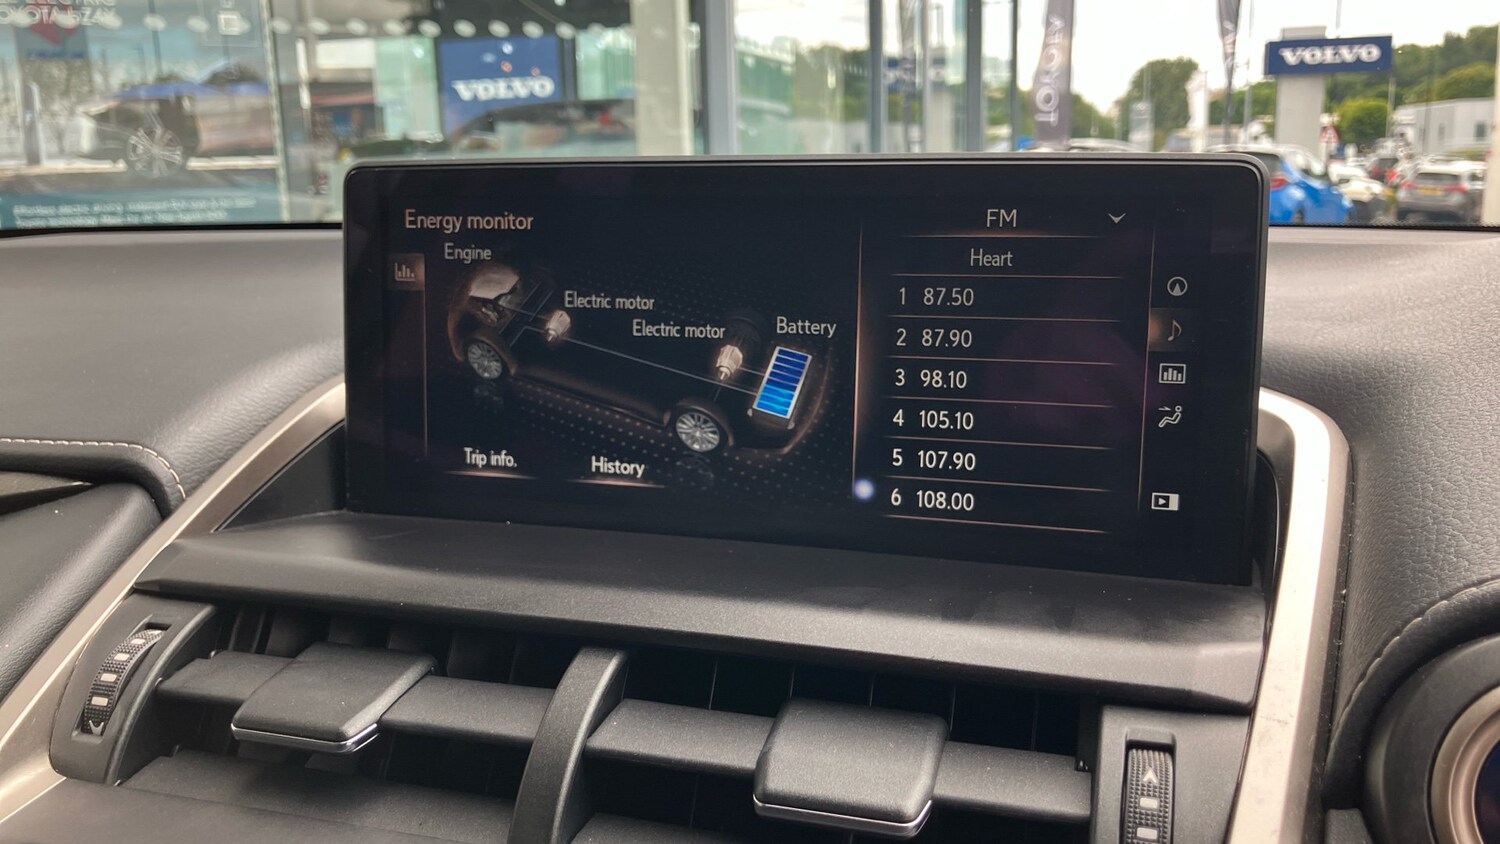 VOLVO
VOLVO
Energy monitor
Engine
Electric motor
Electric motor
Battery
Trip info.
History
FM
Heart
1 87.50
2 87.90
3 98.10
4 105.10
5 107.90
6 108.00